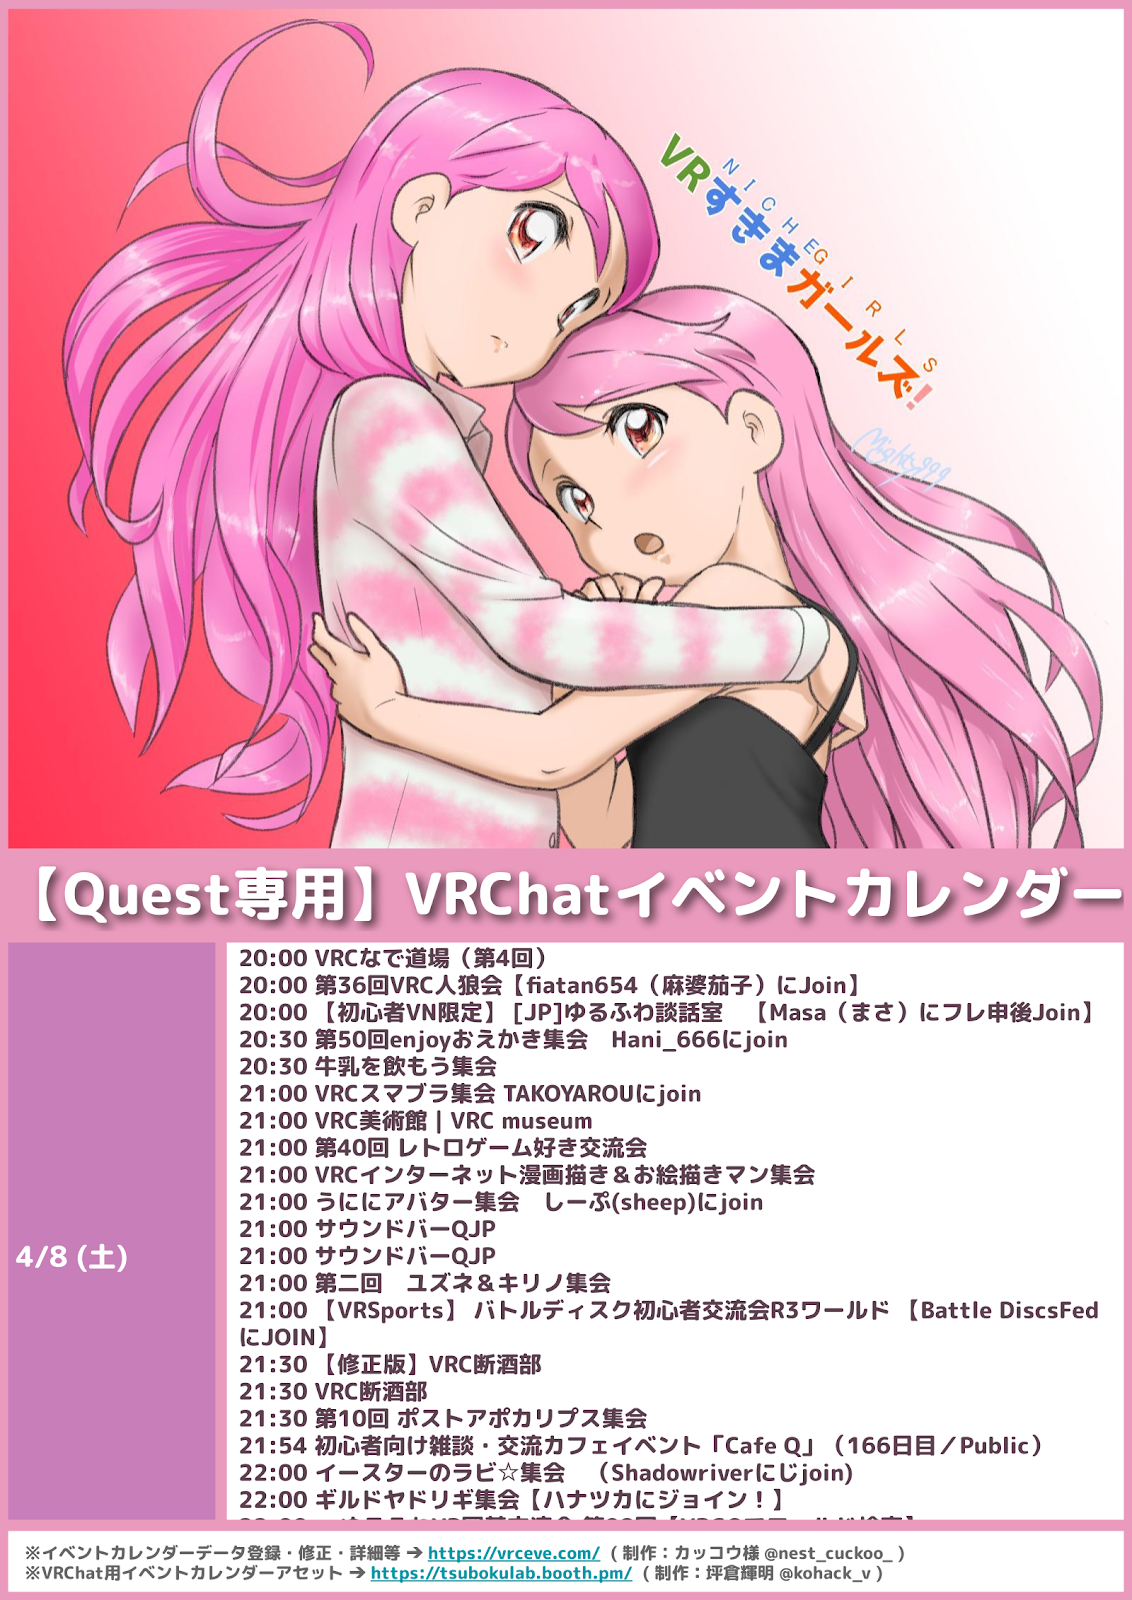 NICHE GIRLS
VRすきまガールズ!
Mighty999
【Quest専用】VRChatイベントカレンダー
4/8 (土)
20:00 VRCなで道場（第4回）
20:00 第36回VRC人狼会【fiatan654（麻婆茄子）にJoin】
20:00 【初心者VN限定】 [JP]ゆるふわ談話室　【Masa（まさ）にフレ申後Join】
20:30 第50回enjoyおえかき集会　Hani_666にjoin
20:30 牛乳を飲もう集会
21:00 VRCスマブラ集会 TAKOYAROUにjoin
21:00 VRC美術館 | VRC museum
21:00 第40回 レトロゲーム好き交流会
21:00 VRCインターネット漫画描き＆お絵描きマン集会
21:00 うににアバター集会　しーぷ(sheep)にjoin
21:00 サウンドバーQJP
21:00 サウンドバーQJP
21:00 第二回　ユズネ＆キリノ集会
21:00 【VRSports】 バトルディスク初心者交流会R3ワールド 【Battle DiscsFed
にJOIN】
21:30 【修正版】VRC断酒部
21:30 VRC断酒部
21:30 第10回 ポストアポカリプス集会
21:54 初心者向け雑談・交流カフェイベント「Cafe Q」（166日目／Public）
22:00 イースターのラビ☆集会　（Shadowriverにじjoin)
22:00 ギルドヤドリギ集会【ハナツカにジョイン！】
※イベントカレンダーデータ登録・修正・詳細等 ➔ https://vrceve.com/ （制作：カッコウ様 @nest_cuckoo_ ）
※VRChat用イベントカレンダーアセット ➔ https://tsubokulab.booth.pm/ （制作：坪倉輝明 @kohack_v ）